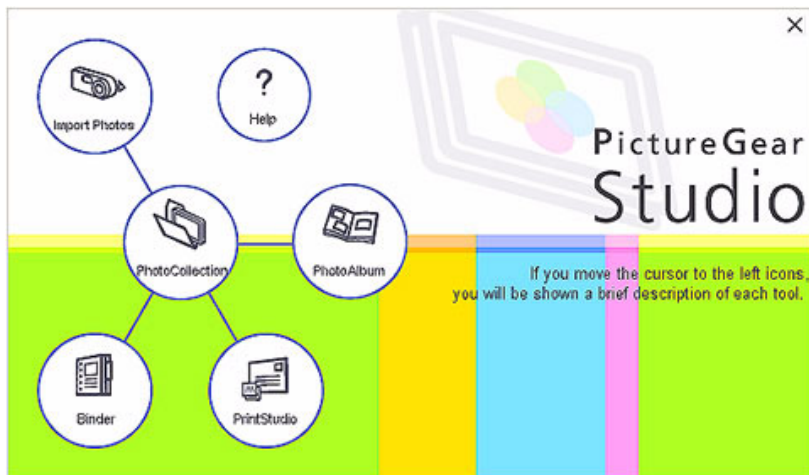 Import Photos
?
Help
PictureGear
Studio
PhotoCollection
PhotoAlbum
If you move the cursor to the left icons,
you will be shown a brief description of each tool.
Binder
PrintStudio